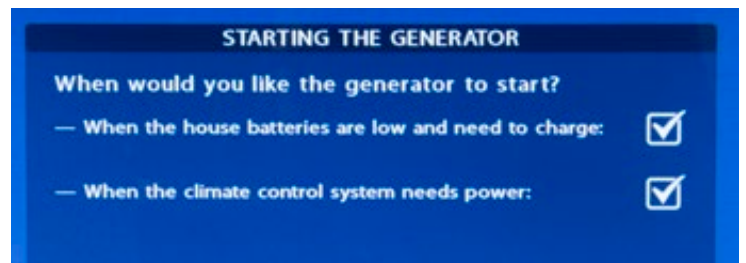 STARTING THE GENERATOR
When would you like the generator to start?
— When the house batteries are low and need to charge:
— When the climate control system needs power: